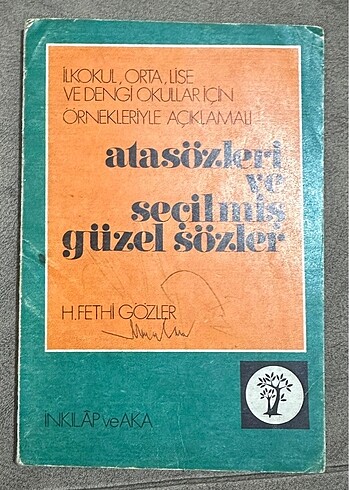 İLKOKUL, ORTA, LİSE
VE DENGİ OKULLAR İÇİN
ÖRNEKLERİYLE AÇIKLAMALI
atasözleri
ve
seçilmiş
güzel sözler
H. FETHİ GÖZLER
İNKILÂP ve AKA